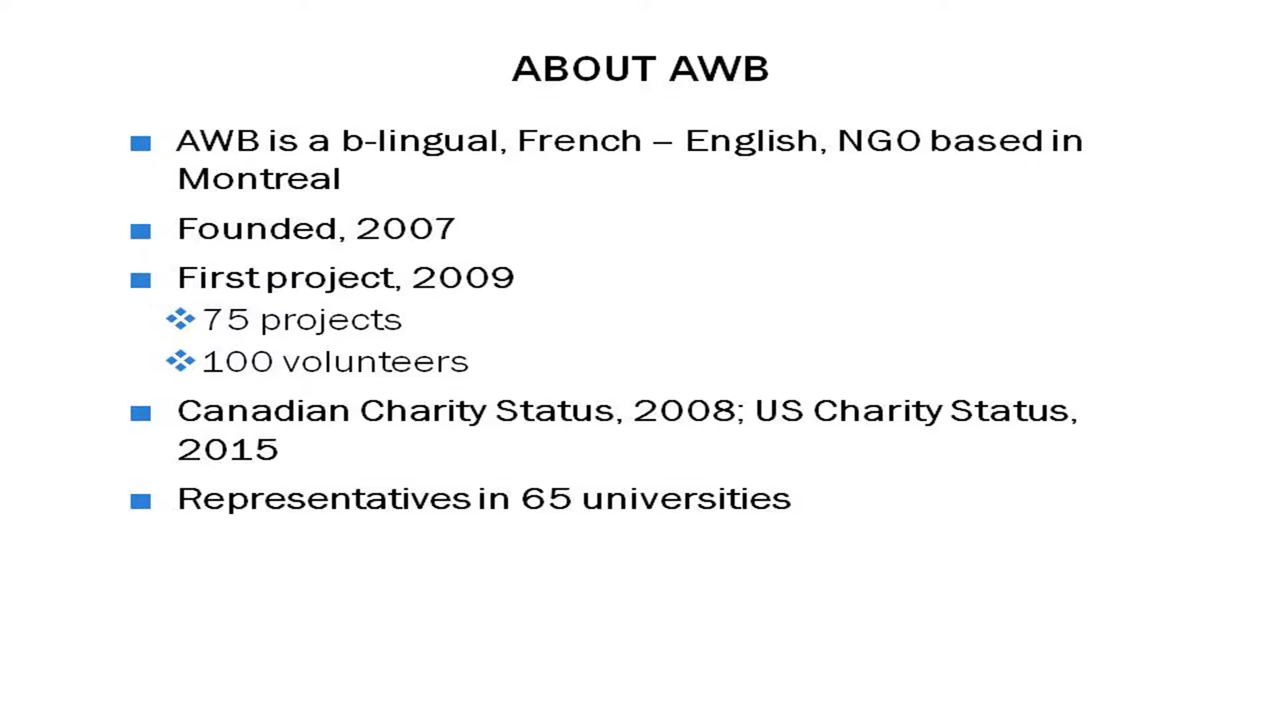 ABOUT AWB
AWB is a b-lingual, French – English, NGO based in
Montreal
Founded, 2007
First project, 2009
75 projects
100 volunteers
Canadian Charity Status, 2008; US Charity Status,
2015
Representatives in 65 universities